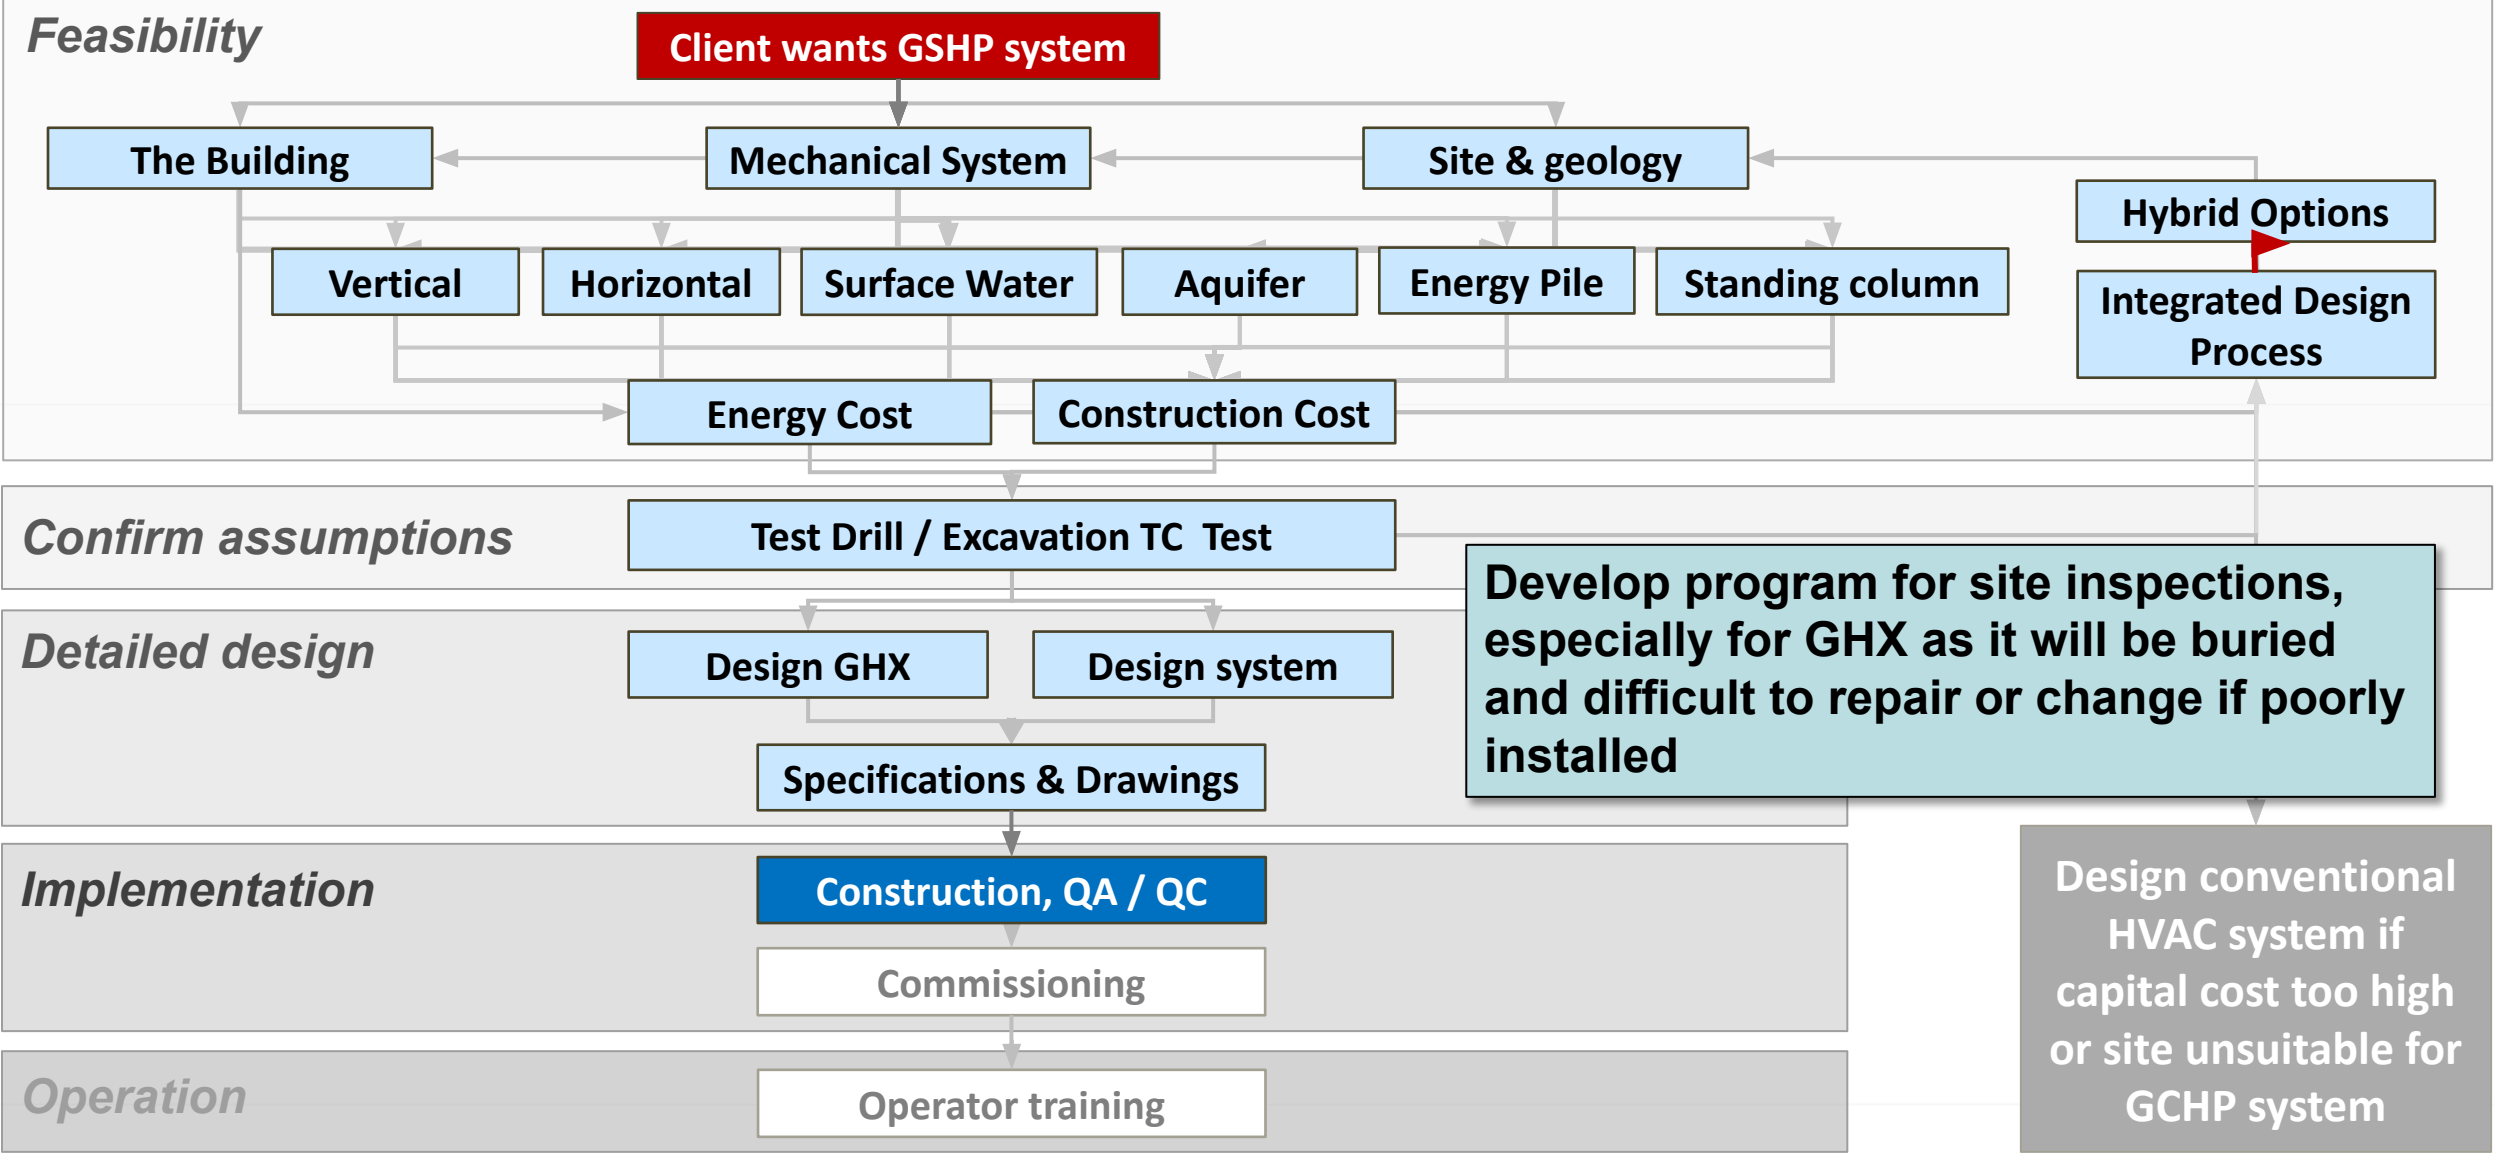 Feasibility
Client wants GSHP system
The Building
Mechanical System
Site & geology
Hybrid Options
Vertical
Horizontal
Surface Water
Aquifer
Energy Pile
Standing column
Integrated Design
Process
Energy Cost
Construction Cost
Confirm assumptions
Test Drill / Excavation TC Test
Develop program for site inspections,
especially for GHX as it will be buried
and difficult to repair or change if poorly
installed
Detailed design
Design GHX
Design system
Specifications & Drawings
Implementation
Construction, QA / QC
Commissioning
Design conventional
HVAC system if
capital cost too high
or site unsuitable for
GCHP system
Operation
Operator training